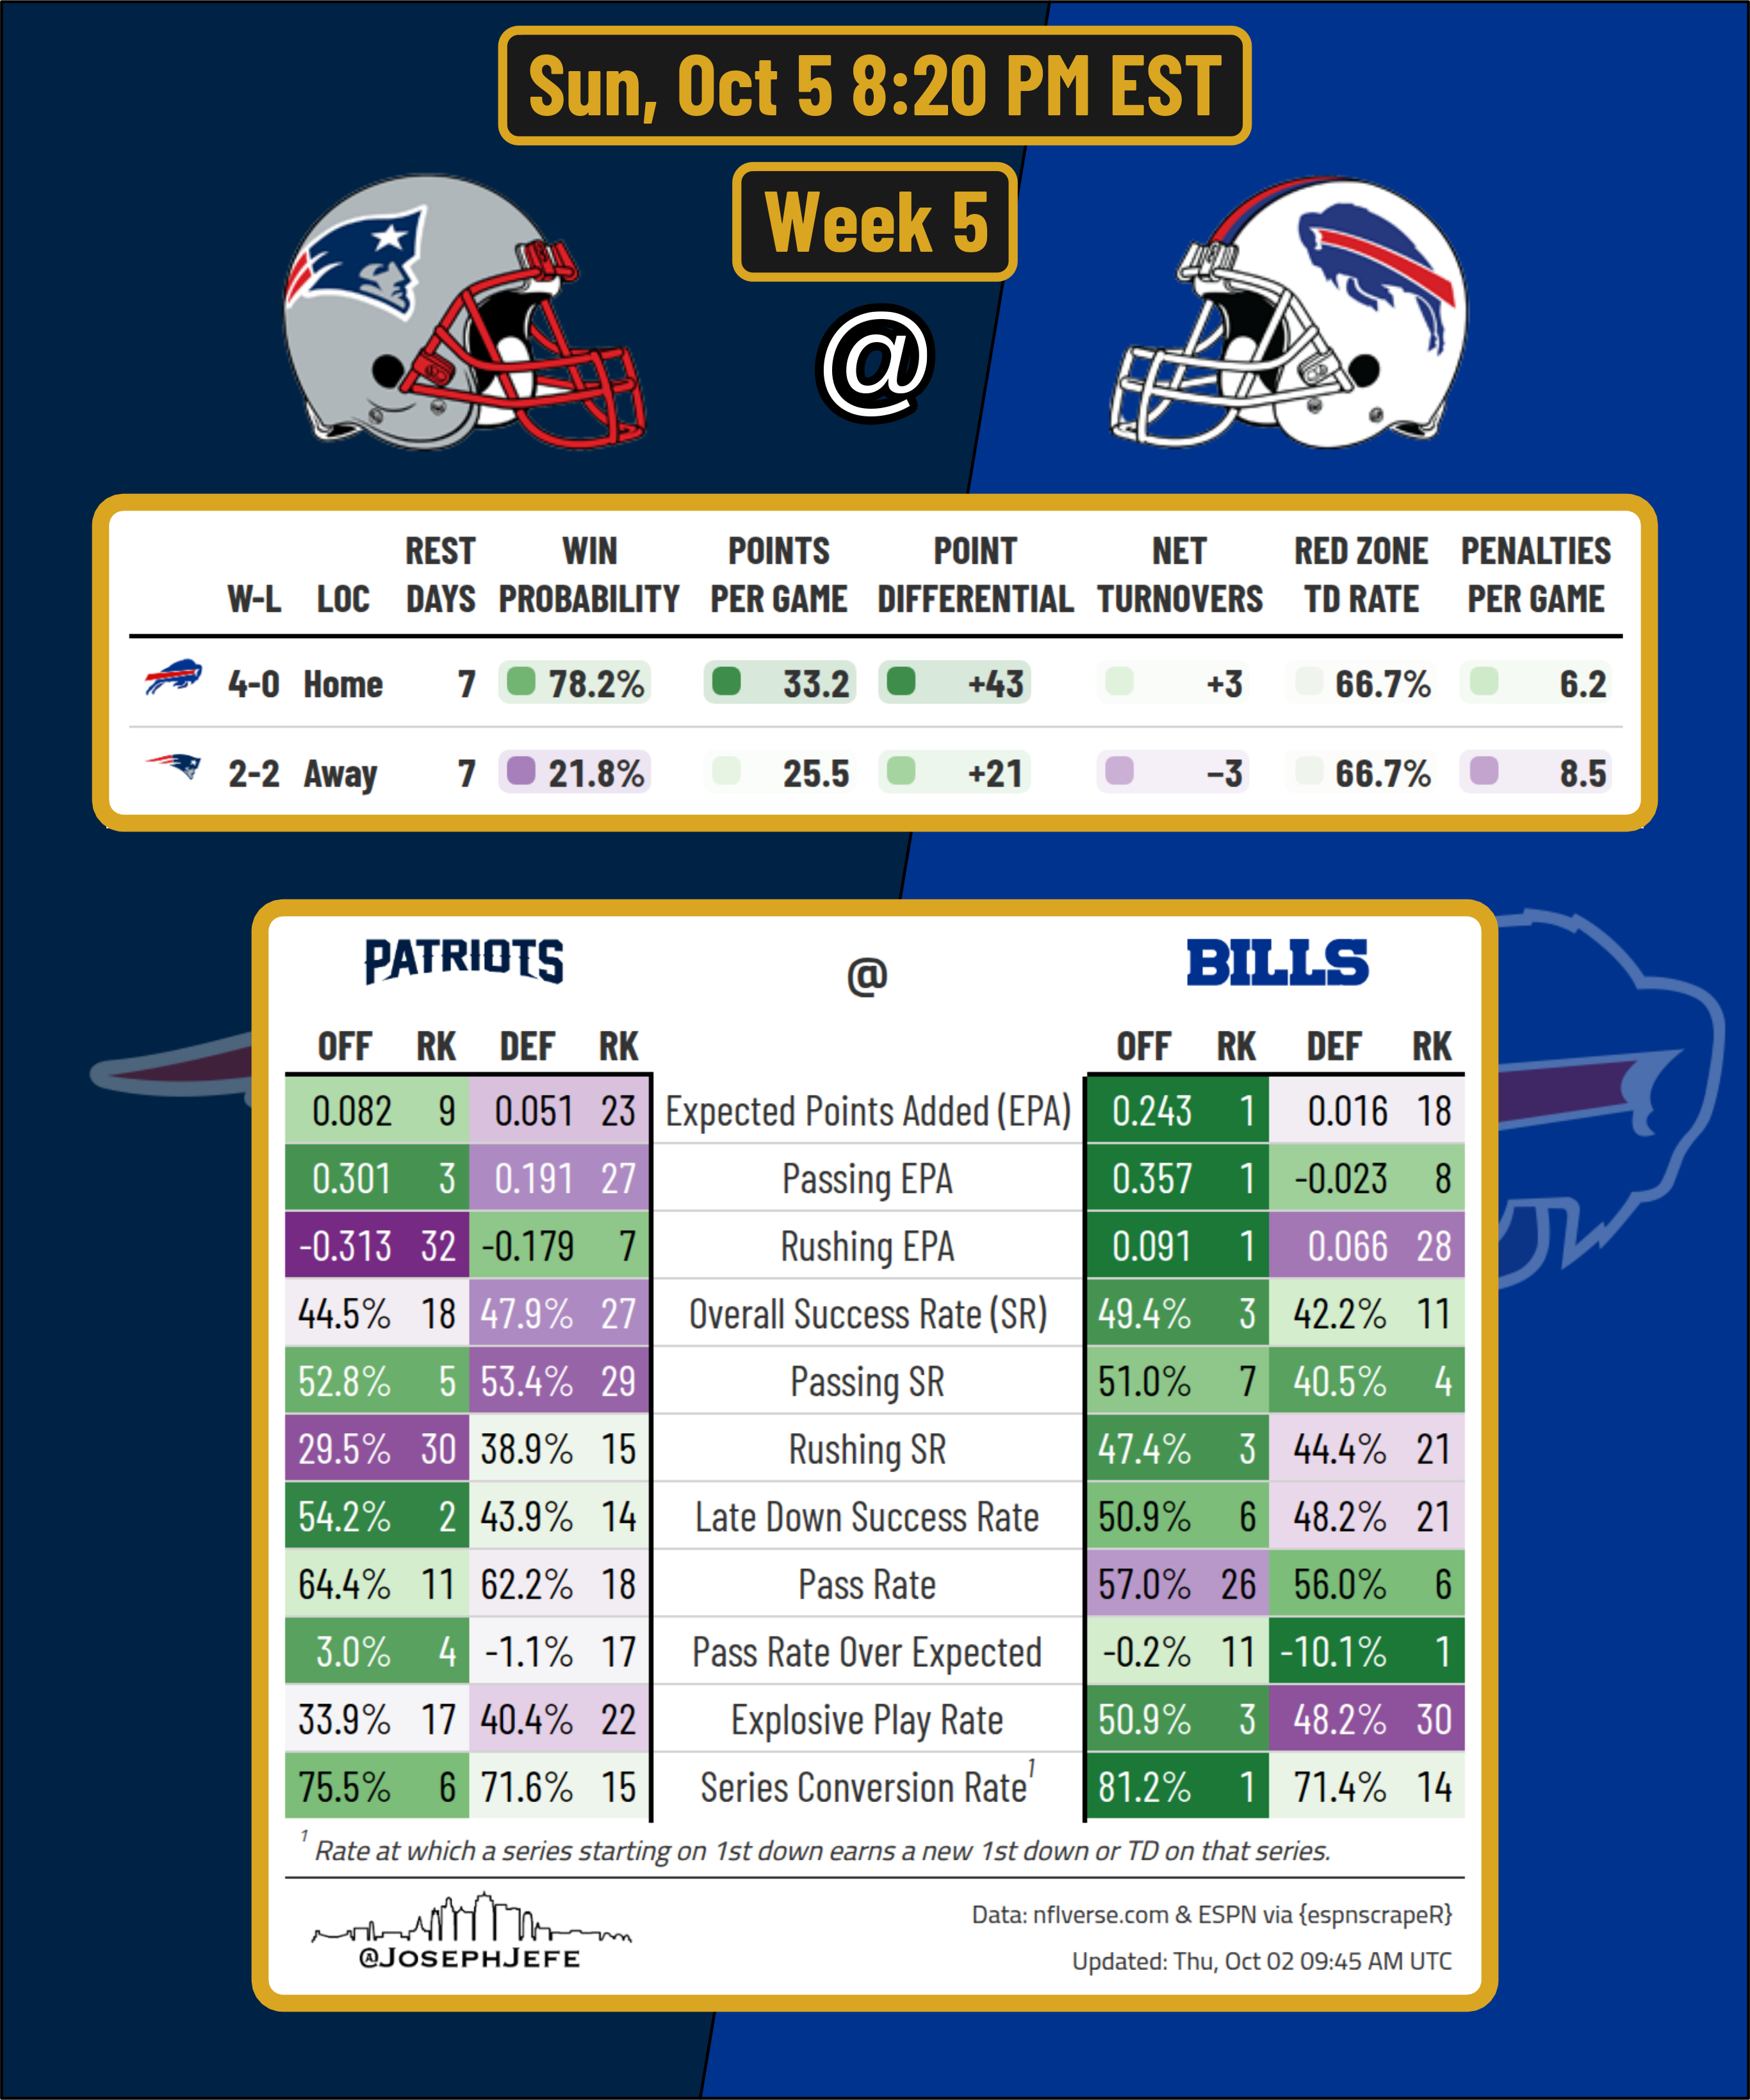 Sun, Oct 5 8:20 PM EST
Week 5
@
W-L LOC REST DAYS WIN PROBABILITY POINTS PER GAME POINT DIFFERENTIAL NET TURNOVERS RED ZONE TD RATE PENALTIES PER GAME
4-0 Home 7 78.2% 33.2 +43 +3 66.7% 6.2
2-2 Away 7 21.8% 25.5 +21 −3 66.7% 8.5
PATRIOTS @ BILLS
OFF RK DEF RK OFF RK DEF RK
0.082 9 0.051 23 Expected Points Added (EPA) 0.243 1 0.016 18
0.301 3 0.191 27 Passing EPA 0.357 1 -0.023 8
-0.313 32 -0.179 7 Rushing EPA 0.091 1 0.066 28
44.5% 18 47.9% 27 Overall Success Rate (SR) 49.4% 3 42.2% 11
52.8% 5 53.4% 29 Passing SR 51.0% 7 40.5% 4
29.5% 30 38.9% 15 Rushing SR 47.4% 3 44.4% 21
54.2% 2 43.9% 14 Late Down Success Rate 50.9% 6 48.2% 21
64.4% 11 62.2% 18 Pass Rate 57.0% 26 56.0% 6
3.0% 4 -1.1% 17 Pass Rate Over Expected -0.2% 11 -10.1% 1
33.9% 17 40.4% 22 Explosive Play Rate 50.9% 3 48.2% 30
75.5% 6 71.6% 15 Series Conversion Rate1 81.2% 1 71.4% 14
1 Rate at which a series starting on 1st down earns a new 1st down or TD on that series.
@JOSEPHJEFE
Data: nflverse.com & ESPN via {espnscrapeR}
Updated: Thu, Oct 02 09:45 AM UTC